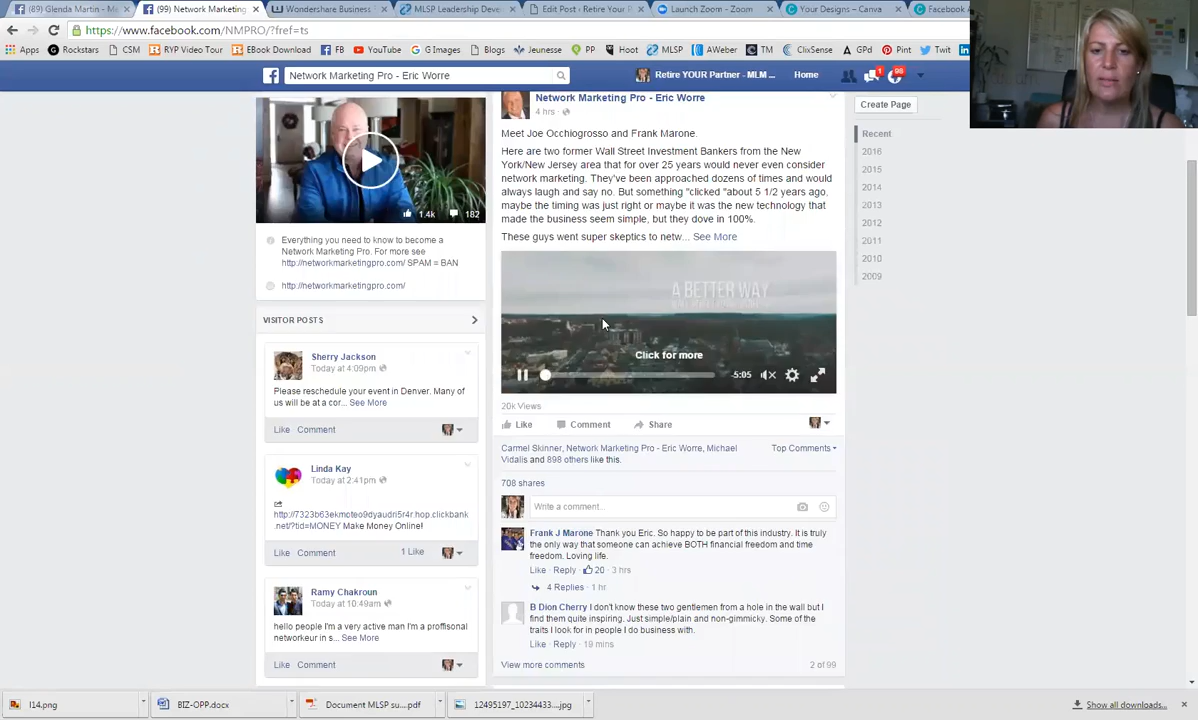 (89) Glenda Martin - M
(99) Network Marketing
Wondershare Business
MLSP Leadership Devel
Edit Post ‹ Retire Your P
Launch Zoom - Zoom
Your Designs – Canva
Facebook A
https://www.facebook.com/NMPRO/?fref=ts
Apps Rockstars CSM RYP Video Tour EBook Download FB YouTube G Images Blogs Jeunesse PP Hoot MLSP AWeber TM ClixSense GPd Pint Twit
Network Marketing Pro - Eric Worre
Retire YOUR Partner - MLM ...
Home
1
98
1.4k 182
Everything you need to know to become a
Network Marketing Pro. For more see
http://networkmarketingpro.com/ SPAM = BAN
http://networkmarketingpro.com/
VISITOR POSTS
Sherry Jackson
Today at 4:09pm
Please reschedule your event in Denver. Many of
us will be at a cor... See More
Like Comment
Linda Kay
Today at 2:41pm
http://7323b63ekmoteo9dyaudri5r4r.hop.clickbank
.net/?tid=MONEY Make Money Online!
Like Comment 1 Like
Ramy Chakroun
Today at 10:49am
hello people I'm a very active man I'm a proffisonal
networkeur in s... See More
Like Comment
Network Marketing Pro - Eric Worre
4 hrs
Meet Joe Occhiogrosso and Frank Marone.
Here are two former Wall Street Investment Bankers from the New
York/New Jersey area that for over 25 years would never even consider
network marketing. They've been approached dozens of times and would
always laugh and say no. But something "clicked "about 5 1/2 years ago,
maybe the timing was just right or maybe it was the new technology that
made the business seem simple, but they dove in 100%.
These guys went super skeptics to netw... See More
A BETTER WAY
Click for more
-5:05
20k Views
Like Comment Share
Carmel Skinner, Network Marketing Pro - Eric Worre, Michael
Vidalis and 898 others like this.
Top Comments
708 shares
Write a comment...
Frank J Marone Thank you Eric. So happy to be part of this industry. It is truly
the only way that someone can achieve BOTH financial freedom and time
freedom. Loving life.
Like · Reply · 20 · 3 hrs
4 Replies · 1 hr
B Dion Cherry I don't know these two gentlemen from a hole in the wall but I
find them quite inspiring. Just simple/plain and non-gimmicky. Some of the
traits I look for in people I do business with.
Like · Reply · 19 mins
View more comments
2 of 99
Create Page
Recent
2016
2015
2014
2013
2012
2011
2010
2009
I14.png
BIZ-OPP.docx
Document MLSP su....pdf
12495197_10234433....jpg
Show all downloads...